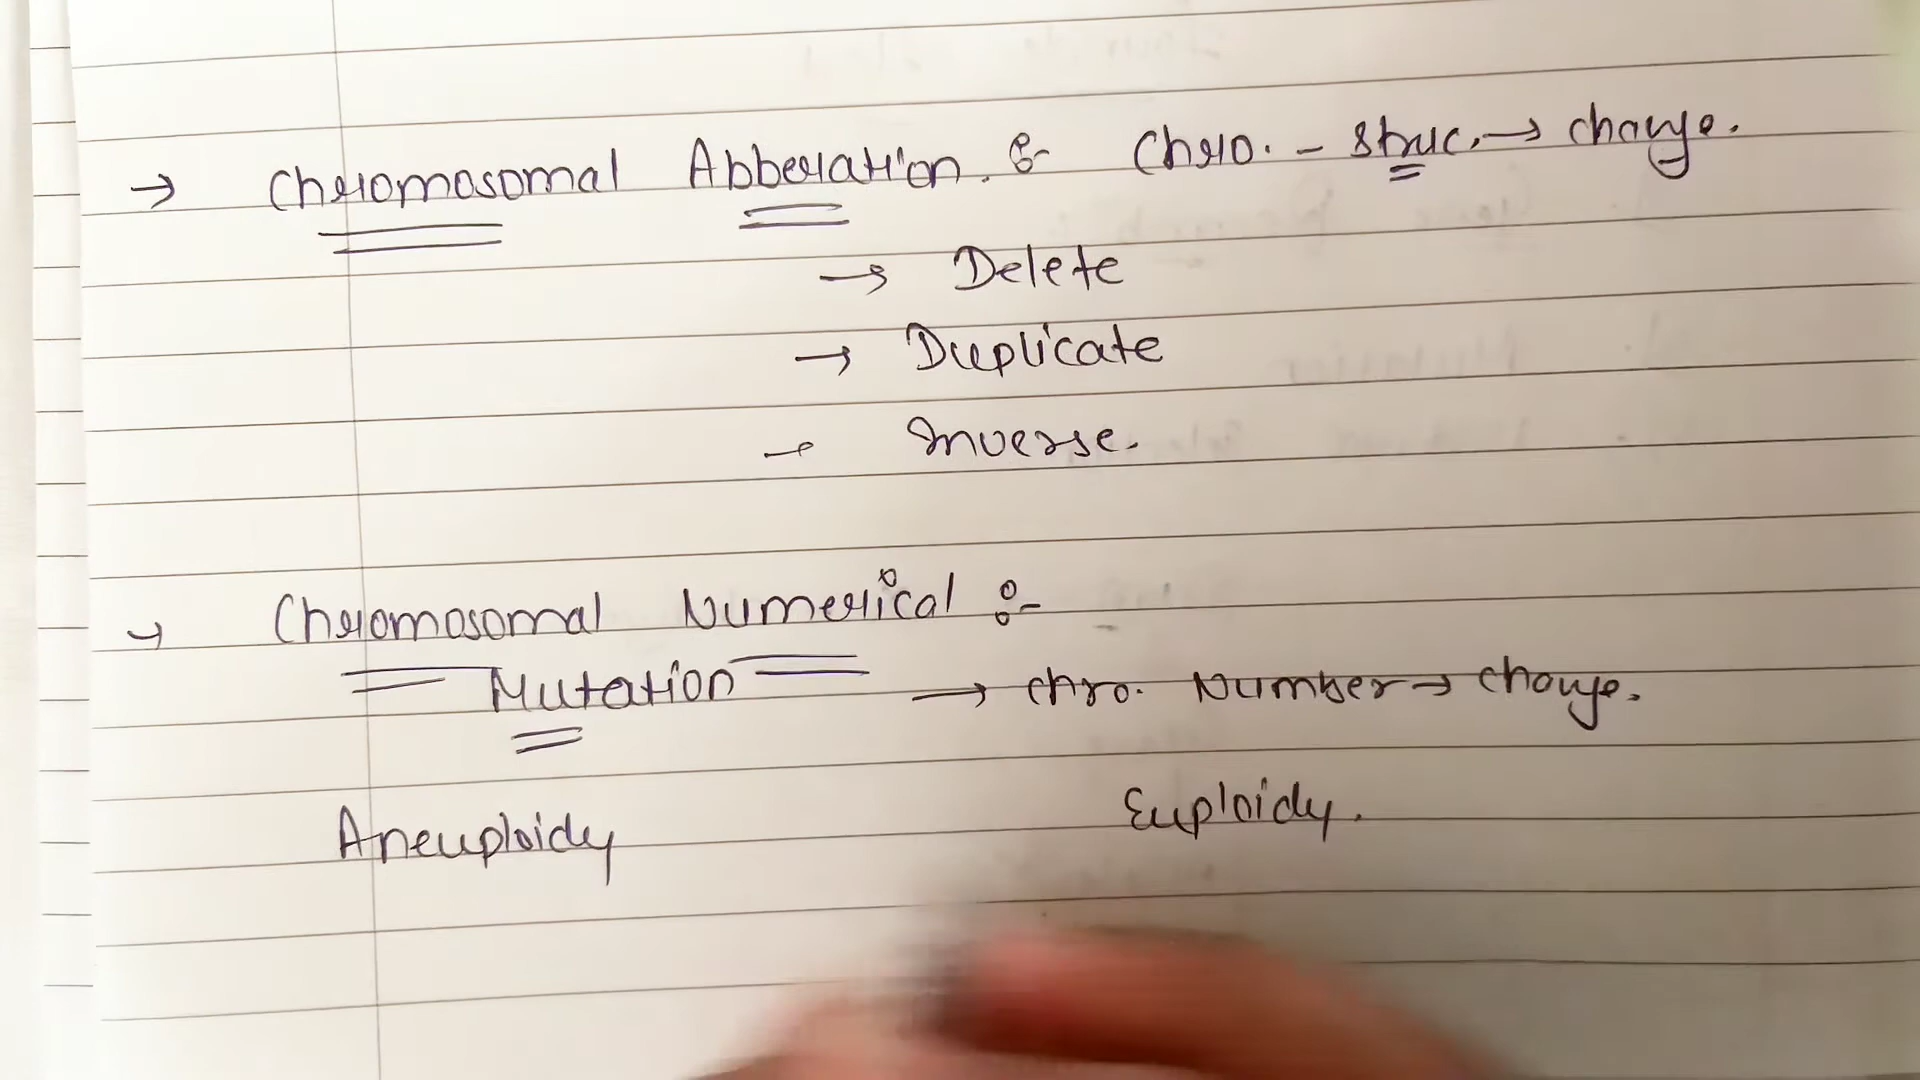 → Chromosomal Abberation :- Chro. - Struc. → change.
→ Delete
→ Duplicate
→ Inverse.
→ Chromosomal Numerical :-
Mutation → chro. Number → change.
Aneuploidy Euploidy.